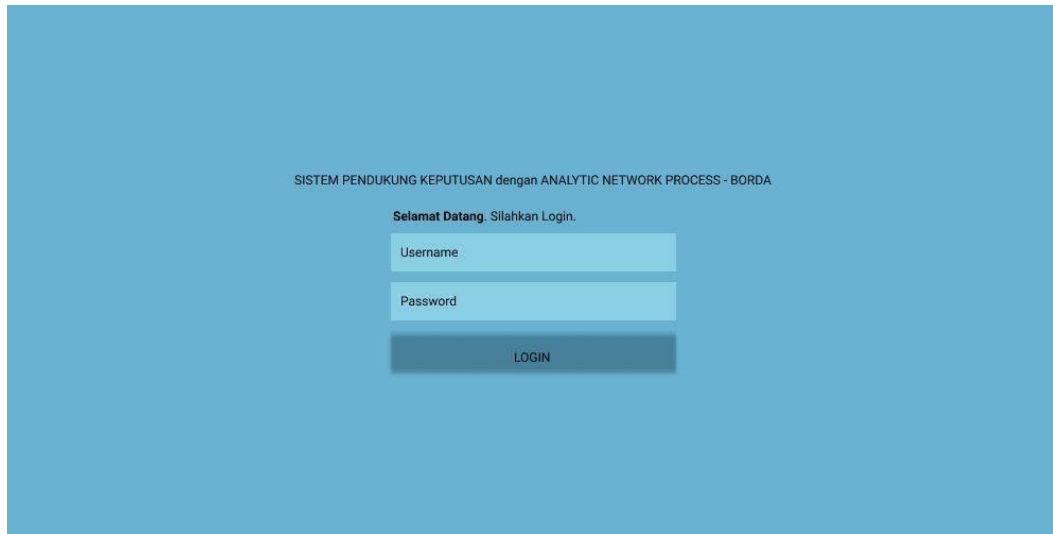 SISTEM PENDUKUNG KEPUTUSAN dengan ANALYTIC NETWORK PROCESS - BORDA
Selamat Datang. Silahkan Login.
Username
Password
LOGIN